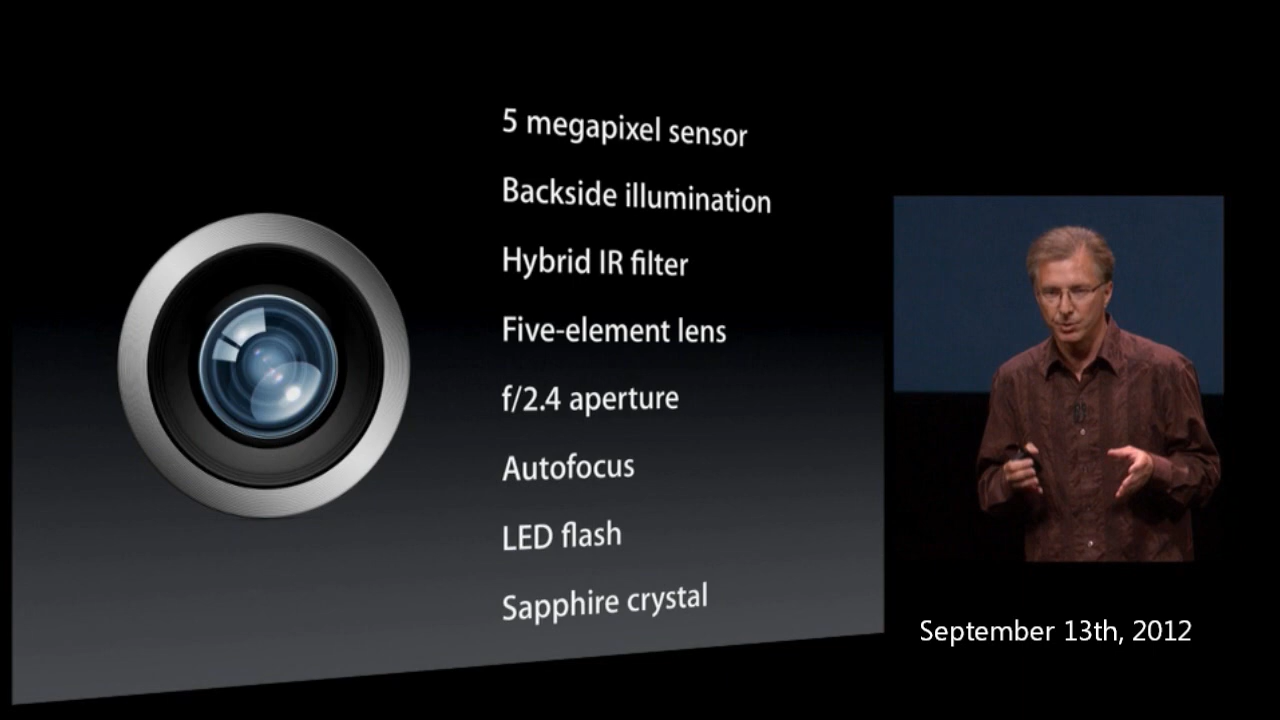 5 megapixel sensor
Backside illumination
Hybrid IR filter
Five-element lens
f/2.4 aperture
Autofocus
LED flash
Sapphire crystal
September 13th, 2012